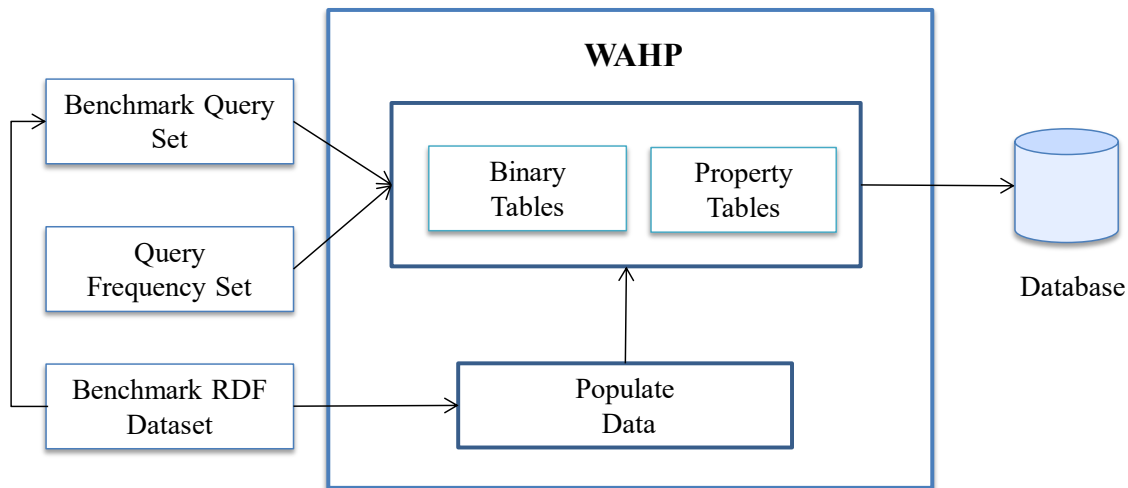 WAHP
Benchmark Query
Set
Binary
Tables
Property
Tables
Query
Frequency Set
Database
Benchmark RDF
Dataset
Populate
Data